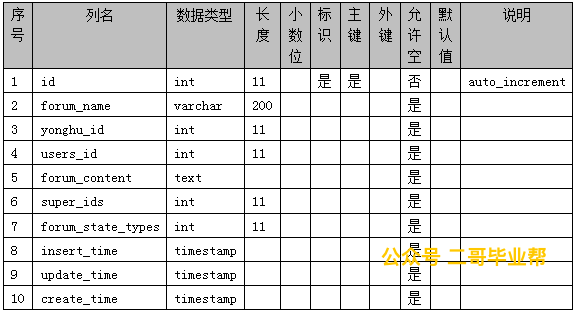 序号 列名 数据类型 长度 小数位 标识 主键 外键 允许空 默认值 说明
1 id int 11 是 是 否 auto_increment
2 forum_name varchar 200 是
3 yonghu_id int 11 是
4 users_id int 11 是
5 forum_content text 是
6 super_ids int 11 是
7 forum_state_types int 11 是
8 insert_time timestamp 是
公众号 二哥毕业帮
9 update_time timestamp 是
10 create_time timestamp 是